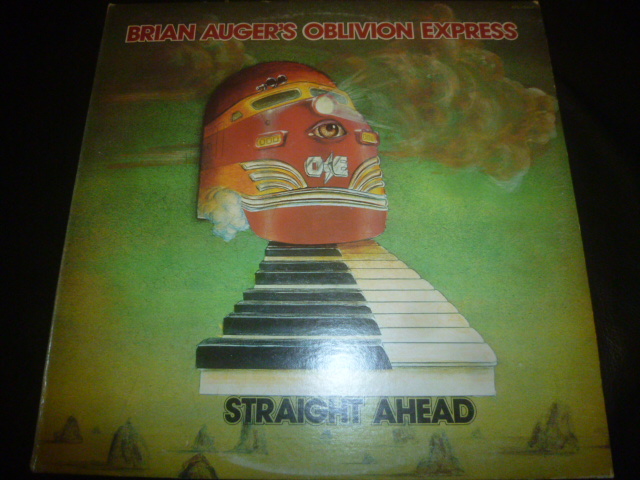 BRIAN AUGER'S OBLIVION EXPRESS
OE
STRAIGHT AHEAD